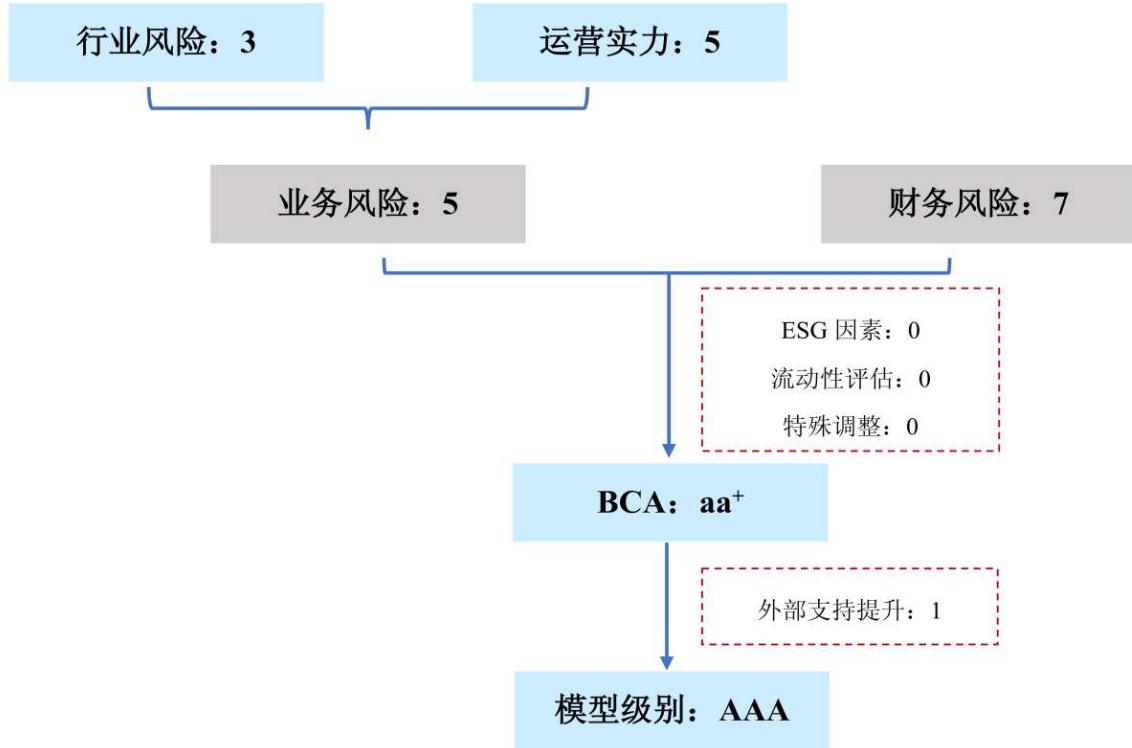 行业风险：3
运营实力：5
业务风险：5
财务风险：7
ESG 因素：0
流动性评估：0
特殊调整：0
BCA：aa⁺
外部支持提升：1
模型级别：AAA